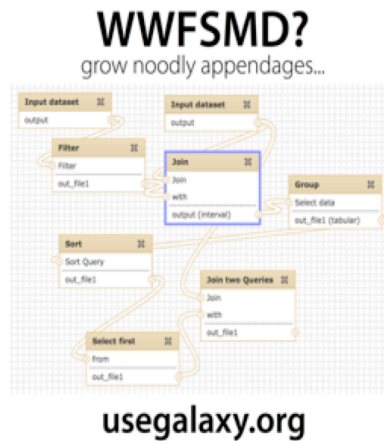 WWFSMD?
grow noodly appendages...
Input dataset
output
Input dataset
output
Filter
Filter
out_file1
Join
Join
with
output (interval)
Group
Select data
out_file1 (tabular)
Sort
Sort Query
out_file1
Join two Queries
Join
with
out_file1
Select first
from
out_file1
usegalaxy.org